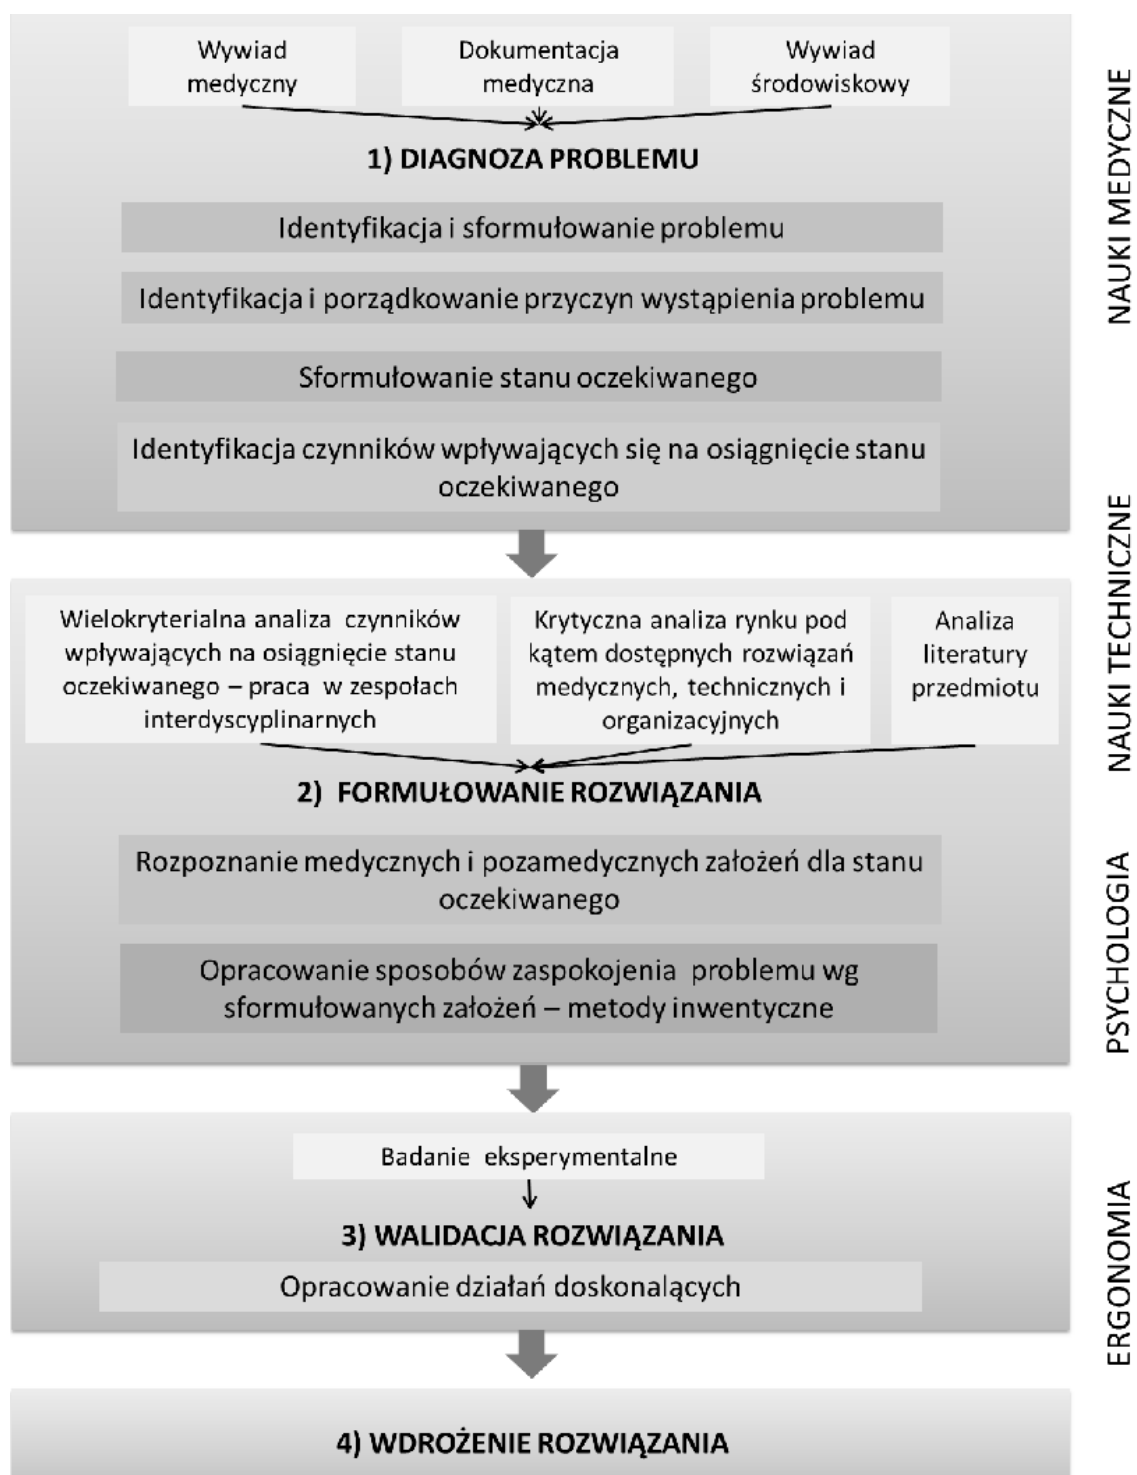 Wywiad
medyczny
Dokumentacja
medyczna
Wywiad
środowiskowy
1) DIAGNOZA PROBLEMU
Identyfikacja i sformułowanie problemu
Identyfikacja i porządkowanie przyczyn wystąpienia problemu
Sformułowanie stanu oczekiwanego
Identyfikacja czynników wpływających się na osiągnięcie stanu
oczekiwanego
Wielokryterialna analiza czynników
wpływających na osiągnięcie stanu
oczekiwanego – praca w zespołach
interdyscyplinarnych
Krytyczna analiza rynku pod
kątem dostępnych rozwiązań
medycznych, technicznych i
organizacyjnych
Analiza
literatury
przedmiotu
2) FORMUŁOWANIE ROZWIĄZANIA
Rozpoznanie medycznych i pozamedycznych założeń dla stanu
oczekiwanego
Opracowanie sposobów zaspokojenia problemu wg
sformułowanych założeń – metody inwentyczne
Badanie eksperymentalne
3) WALIDACJA ROZWIĄZANIA
Opracowanie działań doskonalących
4) WDROŻENIE ROZWIĄZANIA
NAUKI MEDYCZNE
NAUKI TECHNICZNE
PSYCHOLOGIA
ERGONOMIA